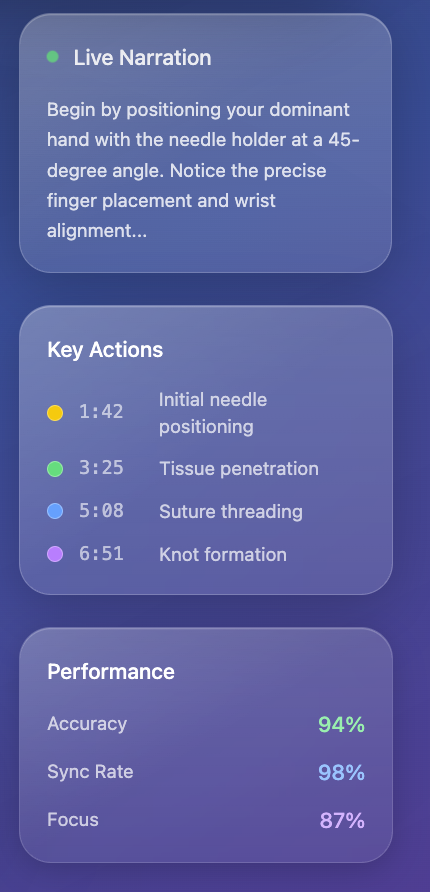 Live Narration
Begin by positioning your dominant
hand with the needle holder at a 45-
degree angle. Notice the precise
finger placement and wrist
alignment...
Key Actions
1:42 Initial needle
positioning
3:25 Tissue penetration
5:08 Suture threading
6:51 Knot formation
Performance
Accuracy 94%
Sync Rate 98%
Focus 87%